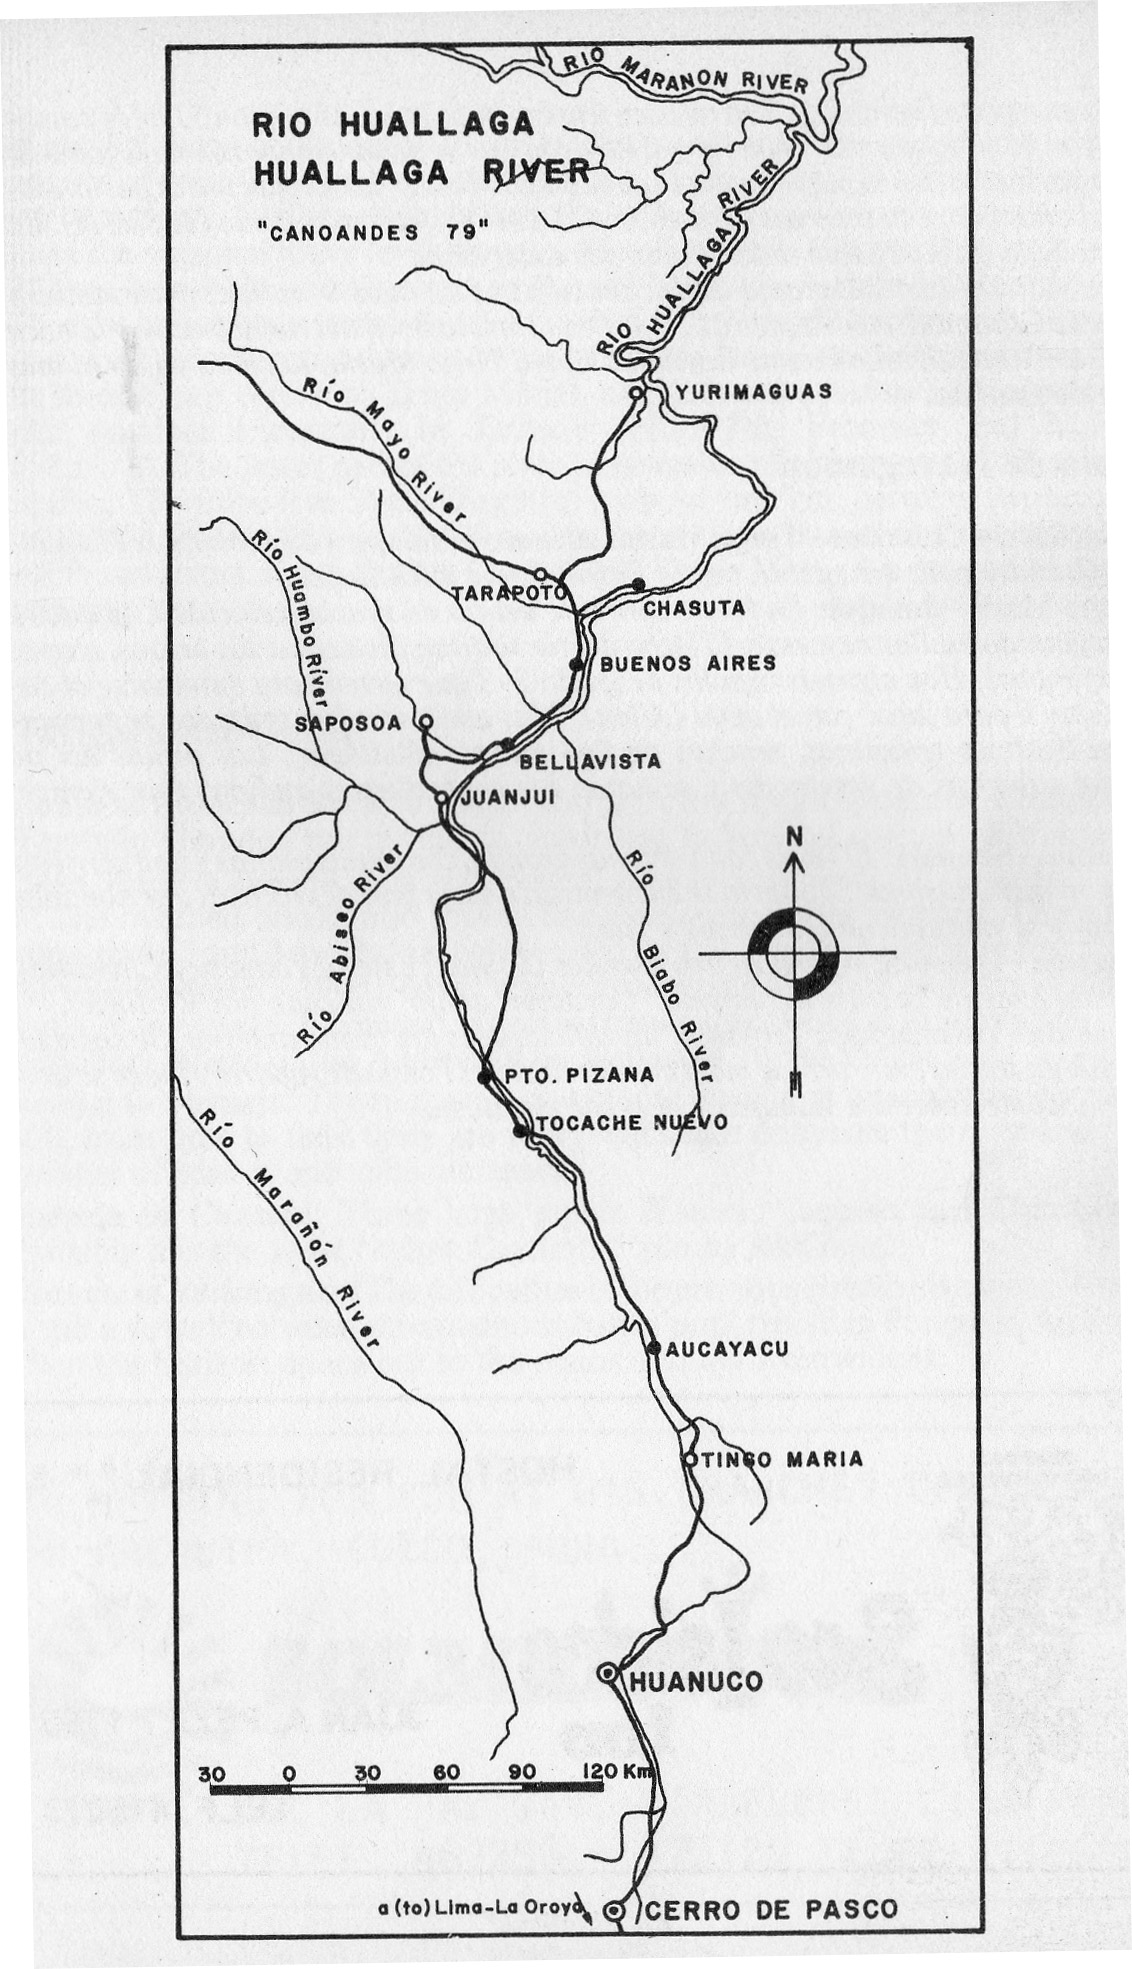 RIO MARANON RIVER
RIO HUALLAGA
HUALLAGA RIVER
"CANOANDES 79"
RIO HUALLAGA RIVER
YURIMAGUAS
Río Mayo River
Río Huambo River
TARAPOTO
CHASUTA
BUENOS AIRES
SAPOSOA
BELLAVISTA
JUANJUI
N
Río Abiseo River
Río Biabo River
PTO. PIZANA
TOCACHE NUEVO
Río Marañón River
AUCAYACU
TINGO MARIA
HUANUCO
30 0 30 60 90 120 Km
a (to) Lima-La Oroya
CERRO DE PASCO